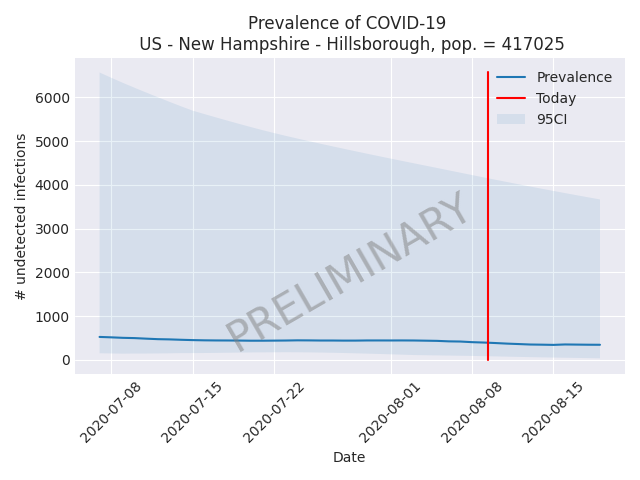 Prevalence of COVID-19
US - New Hampshire - Hillsborough, pop. = 417025
Prevalence
Today
95CI
6000
5000
4000
3000
2000
1000
0
# undetected infections
PRELIMINARY
2020-07-08
2020-07-15
2020-07-22
2020-08-01
2020-08-08
2020-08-15
Date